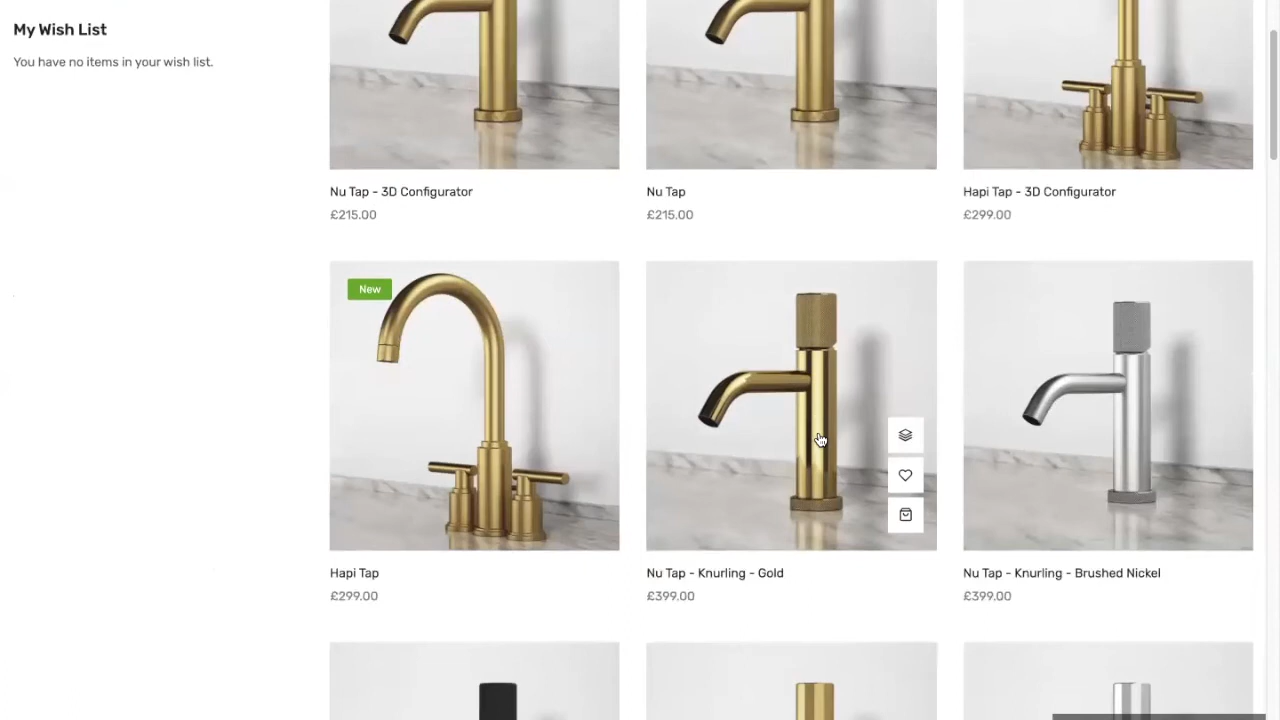 My Wish List
You have no items in your wish list.
Nu Tap - 3D Configurator
£215.00
Nu Tap
£215.00
Hapi Tap - 3D Configurator
£299.00
New
Hapi Tap
£299.00
Nu Tap - Knurling - Gold
£399.00
Nu Tap - Knurling - Brushed Nickel
£399.00